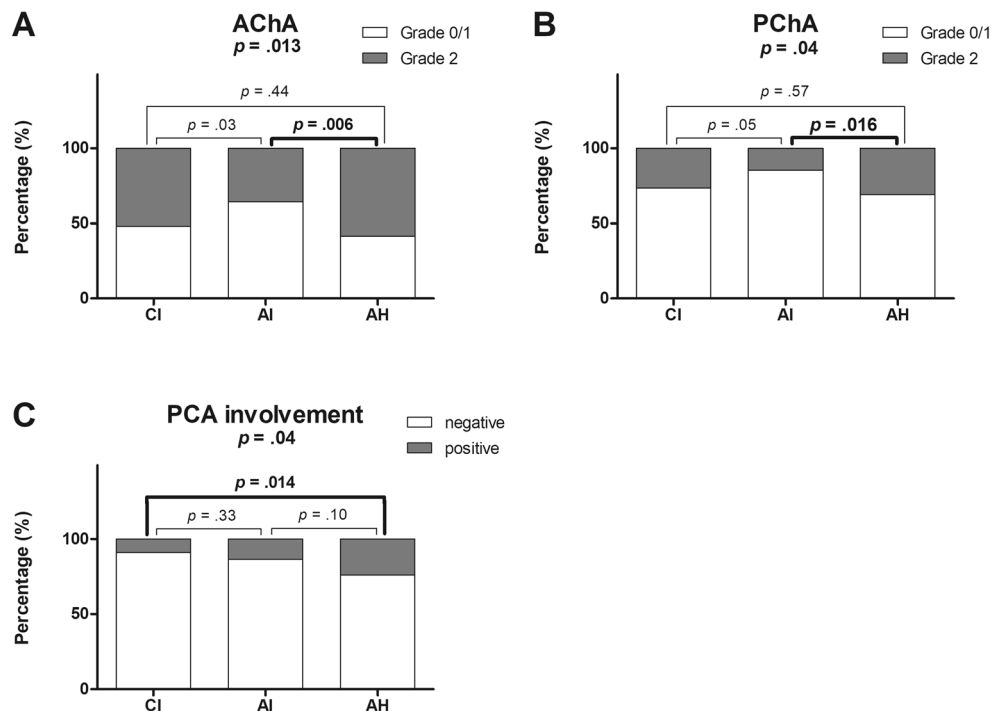 A
AChA
p = .013
Grade 0/1
Grade 2
p = .44
p = .03
p = .006
100
50
0
Percentage (%)
CI
AI
AH
B
PChA
p = .04
Grade 0/1
Grade 2
p = .57
p = .05
p = .016
100
50
0
Percentage (%)
CI
AI
AH
C
PCA involvement
p = .04
negative
positive
p = .014
p = .33
p = .10
100
50
0
Percentage (%)
CI
AI
AH